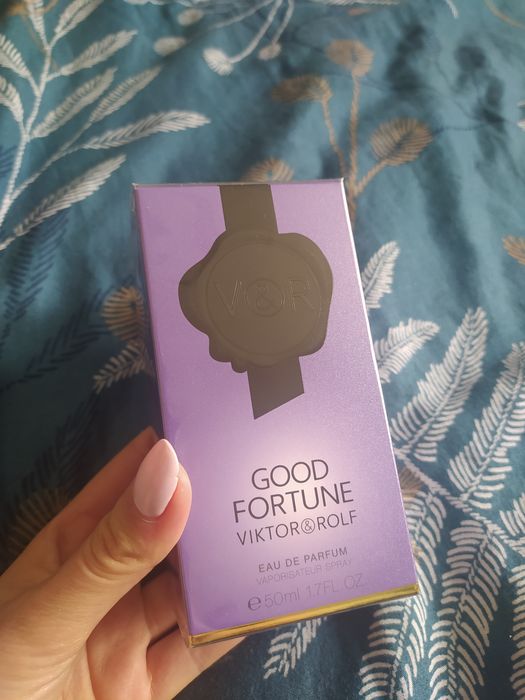 V&R
GOOD
FORTUNE
VIKTOR&ROLF
EAU DE PARFUM
VAPORISATEUR SPRAY
℮50ml 1.7FL. OZ.